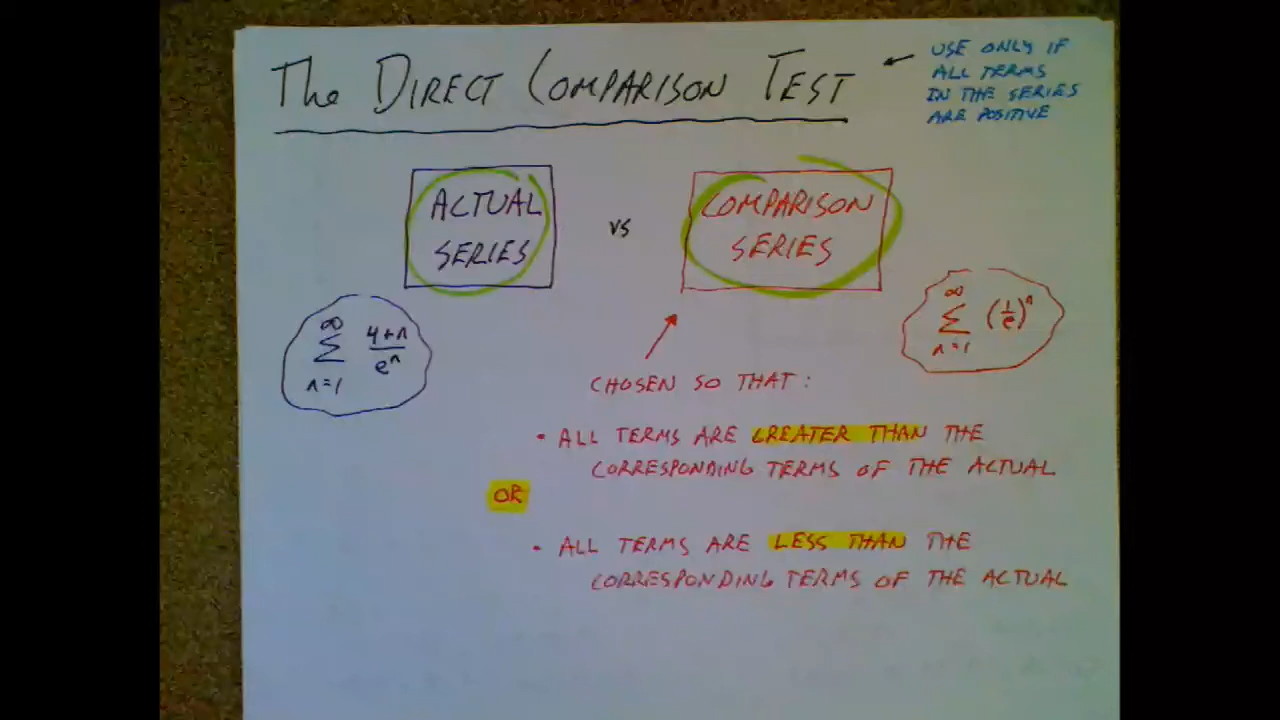 The DIRECT COMPARISON TEST
USE ONLY IF
ALL TERMS
IN THE SERIES
ARE POSITIVE
ACTUAL
SERIES
vs
COMPARISON
SERIES
∞
Σ 4+n/eⁿ
n=1
∞
Σ (1/e)ⁿ
n=1
CHOSEN SO THAT:
• ALL TERMS ARE GREATER THAN THE
CORRESPONDING TERMS OF THE ACTUAL
OR
• ALL TERMS ARE LESS THAN THE
CORRESPONDING TERMS OF THE ACTUAL